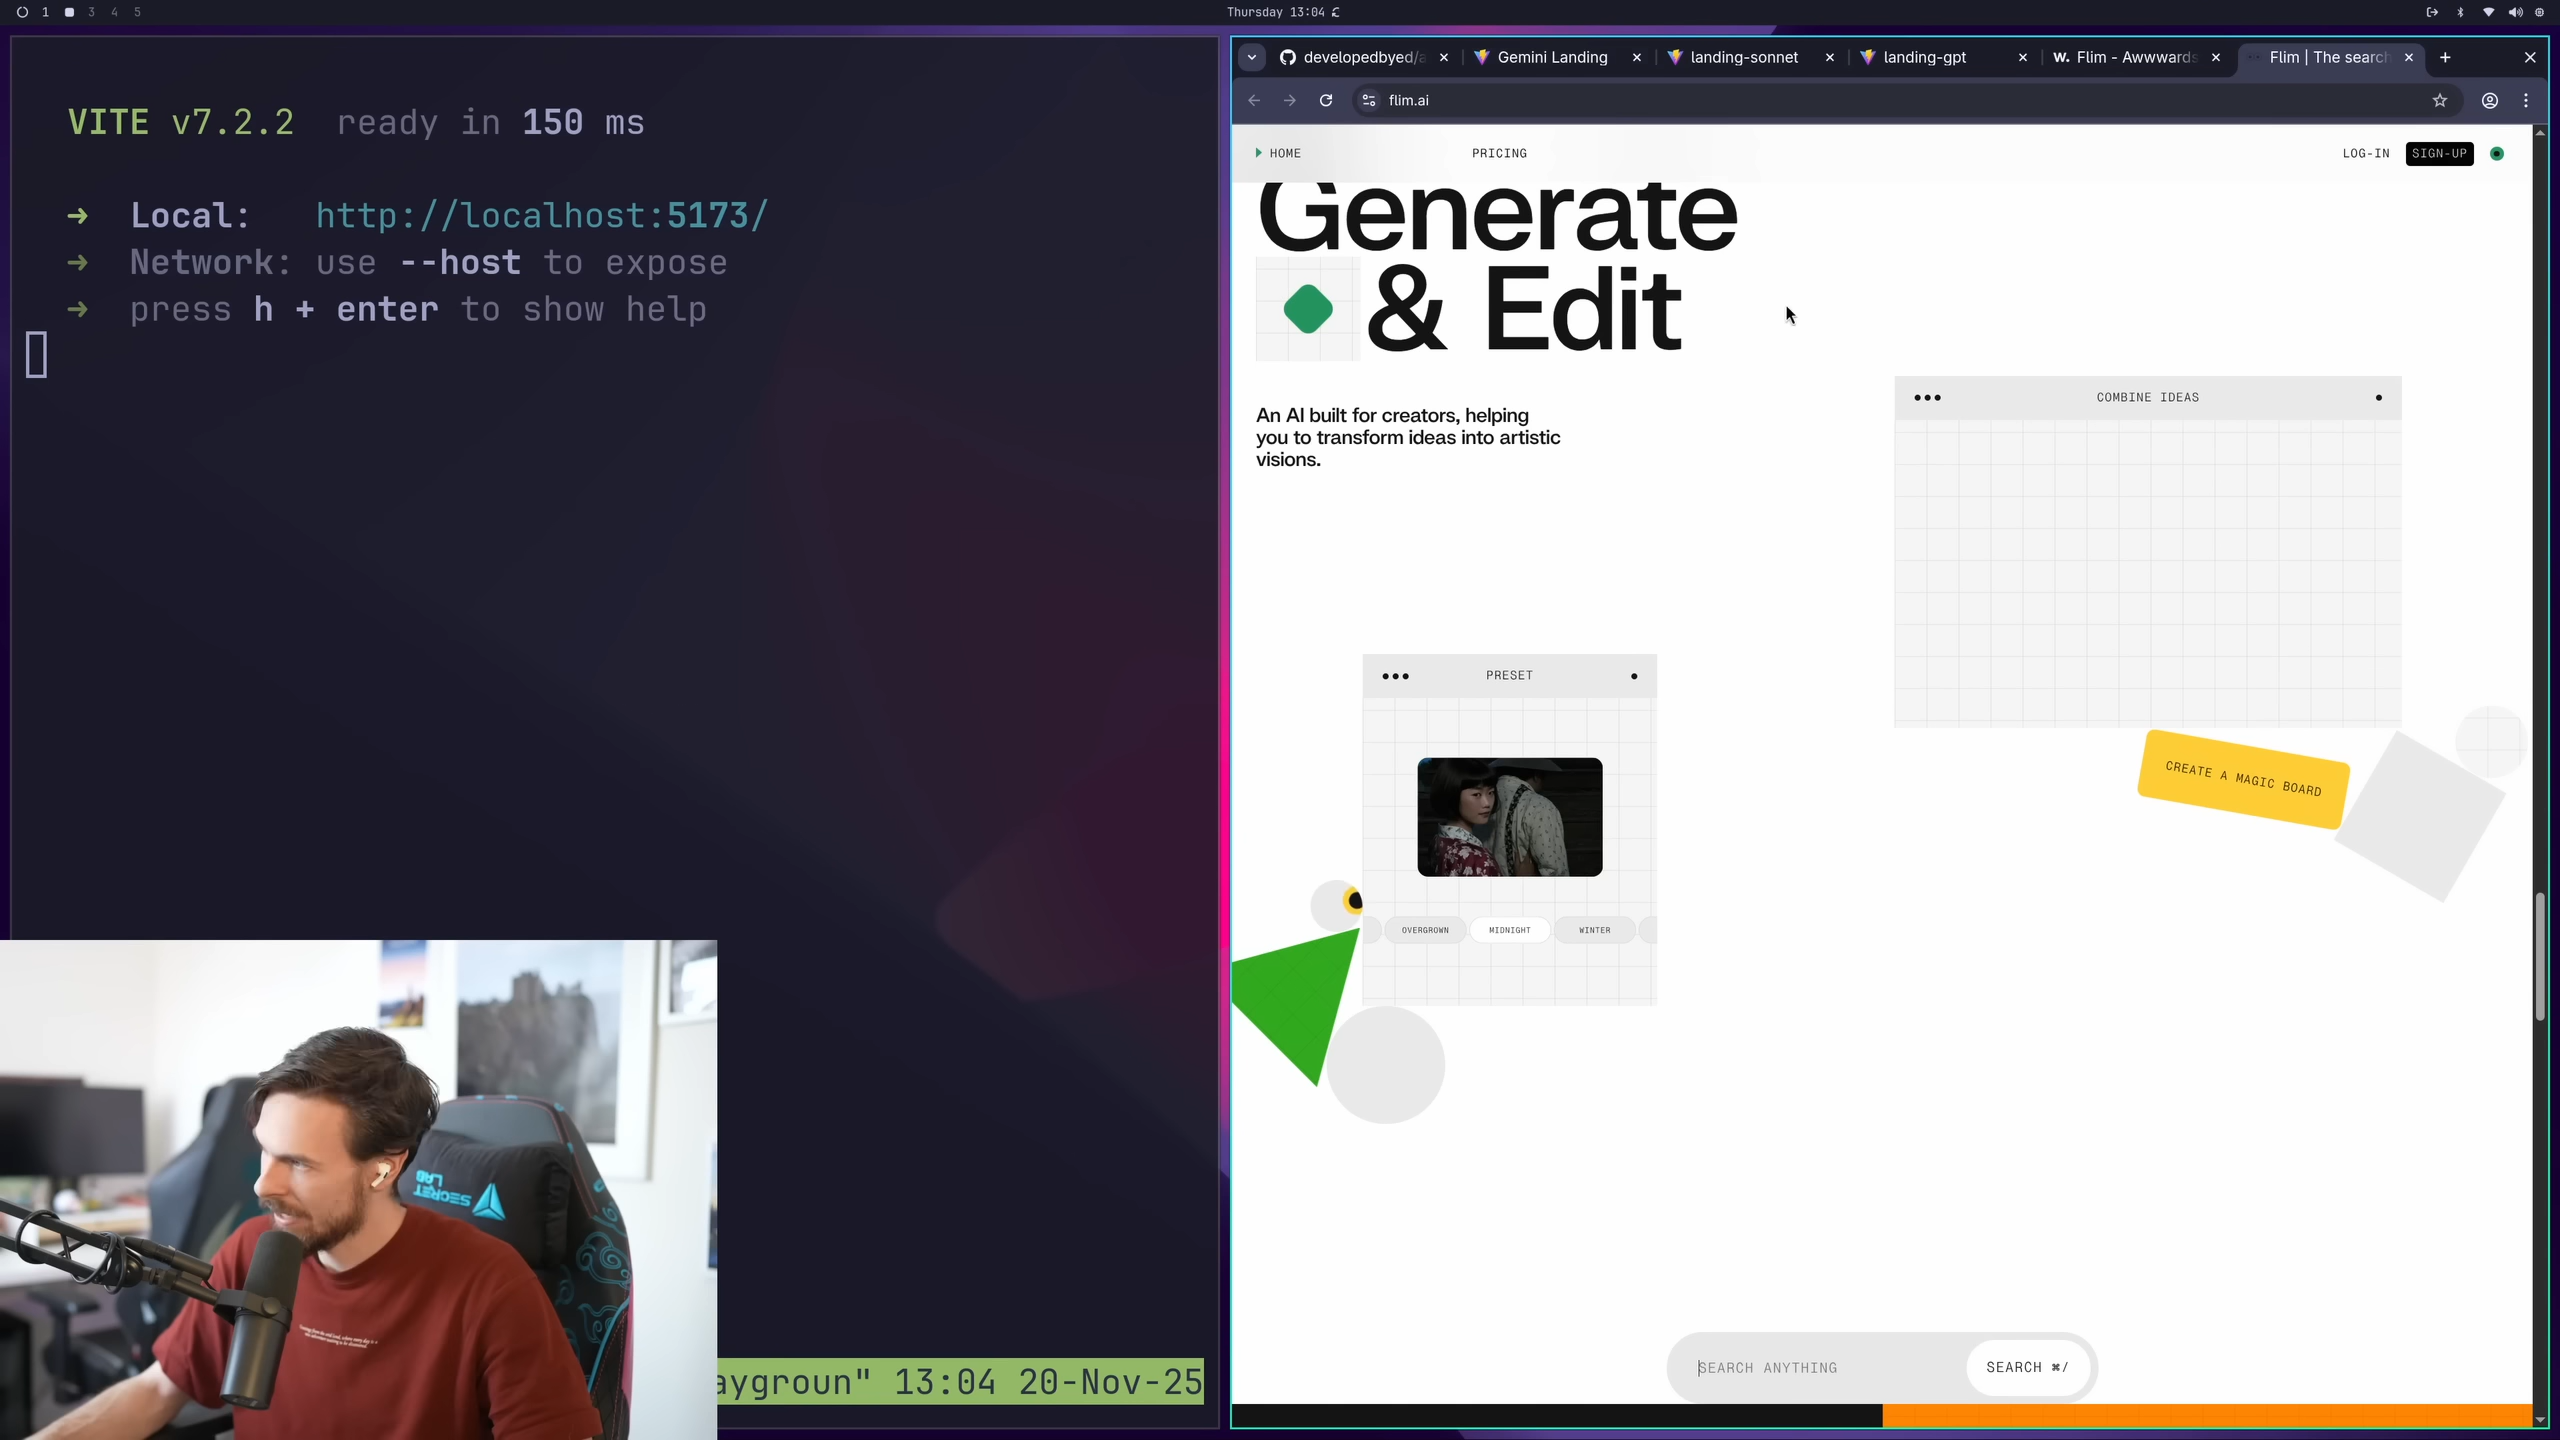 1 3 4 5
Thursday 13:04
VITE v7.2.2 ready in 150 ms
➜ Local: http://localhost:5173/
➜ Network: use --host to expose
➜ press h + enter to show help
SECRET LAB
aygroun" 13:04 20-Nov-25
developedbyed/a
Gemini Landing
landing-sonnet
landing-gpt
W. Flim - Awwwards
Flim | The search
flim.ai
HOME
PRICING
LOG-IN
SIGN-UP
Generate
& Edit
An AI built for creators, helping
you to transform ideas into artistic
visions.
COMBINE IDEAS
PRESET
CREATE A MAGIC BOARD
OVERGROWN
MIDNIGHT
WINTER
SEARCH ANYTHING
SEARCH ⌘/